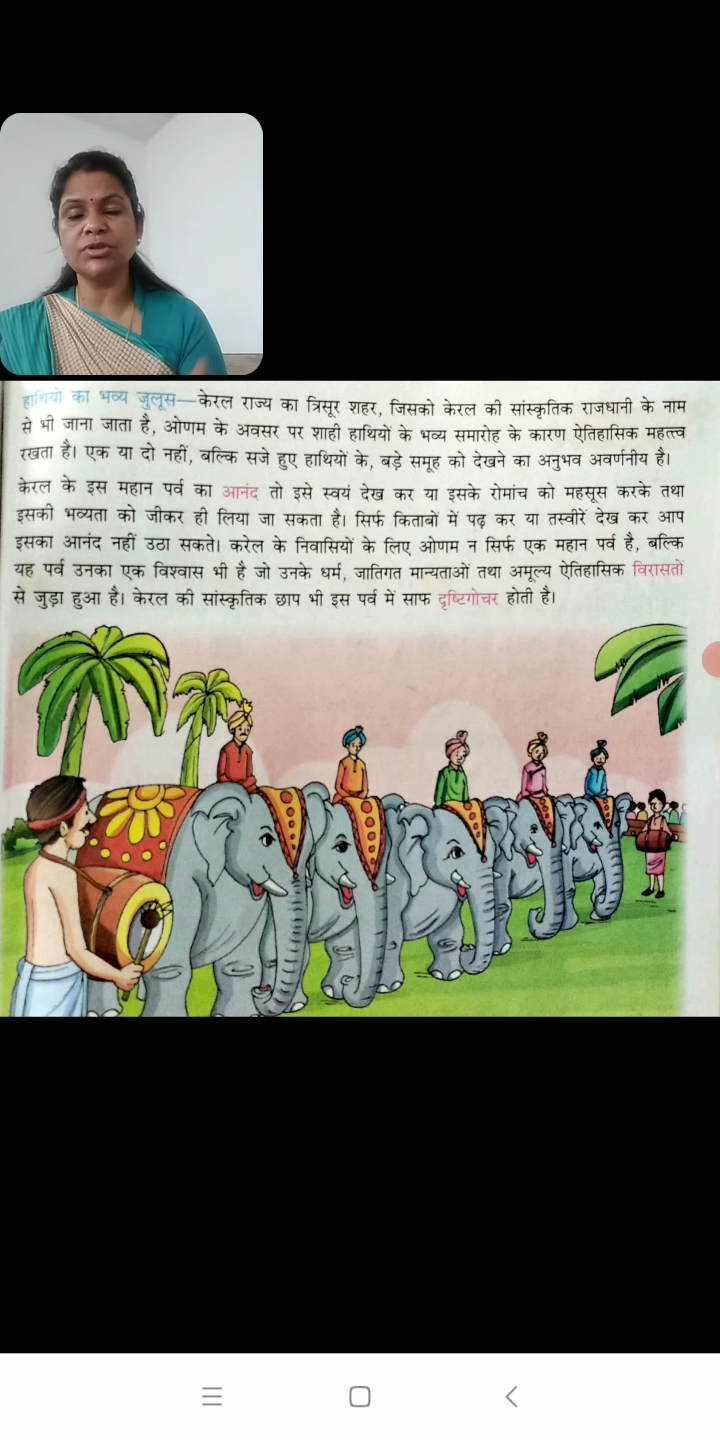 हाथियों का भव्य जुलूस—केरल राज्य का त्रिसूर शहर, जिसको केरल की सांस्कृतिक राजधानी के नाम
से भी जाना जाता है, ओणम के अवसर पर शाही हाथियों के भव्य समारोह के कारण ऐतिहासिक महत्त्व
रखता है। एक या दो नहीं, बल्कि सजे हुए हाथियों के, बड़े समूह को देखने का अनुभव अवर्णनीय है।
केरल के इस महान पर्व का आनंद तो इसे स्वयं देख कर या इसके रोमांच को महसूस करके तथा
इसकी भव्यता को जीकर ही लिया जा सकता है। सिर्फ किताबों में पढ़ कर या तस्वीरें देख कर आप
इसका आनंद नहीं उठा सकते। करेल के निवासियों के लिए ओणम न सिर्फ एक महान पर्व है, बल्कि
यह पर्व उनका एक विश्वास भी है जो उनके धर्म, जातिगत मान्यताओं तथा अमूल्य ऐतिहासिक विरासतों
से जुड़ा हुआ है। केरल की सांस्कृतिक छाप भी इस पर्व में साफ दृष्टिगोचर होती है।